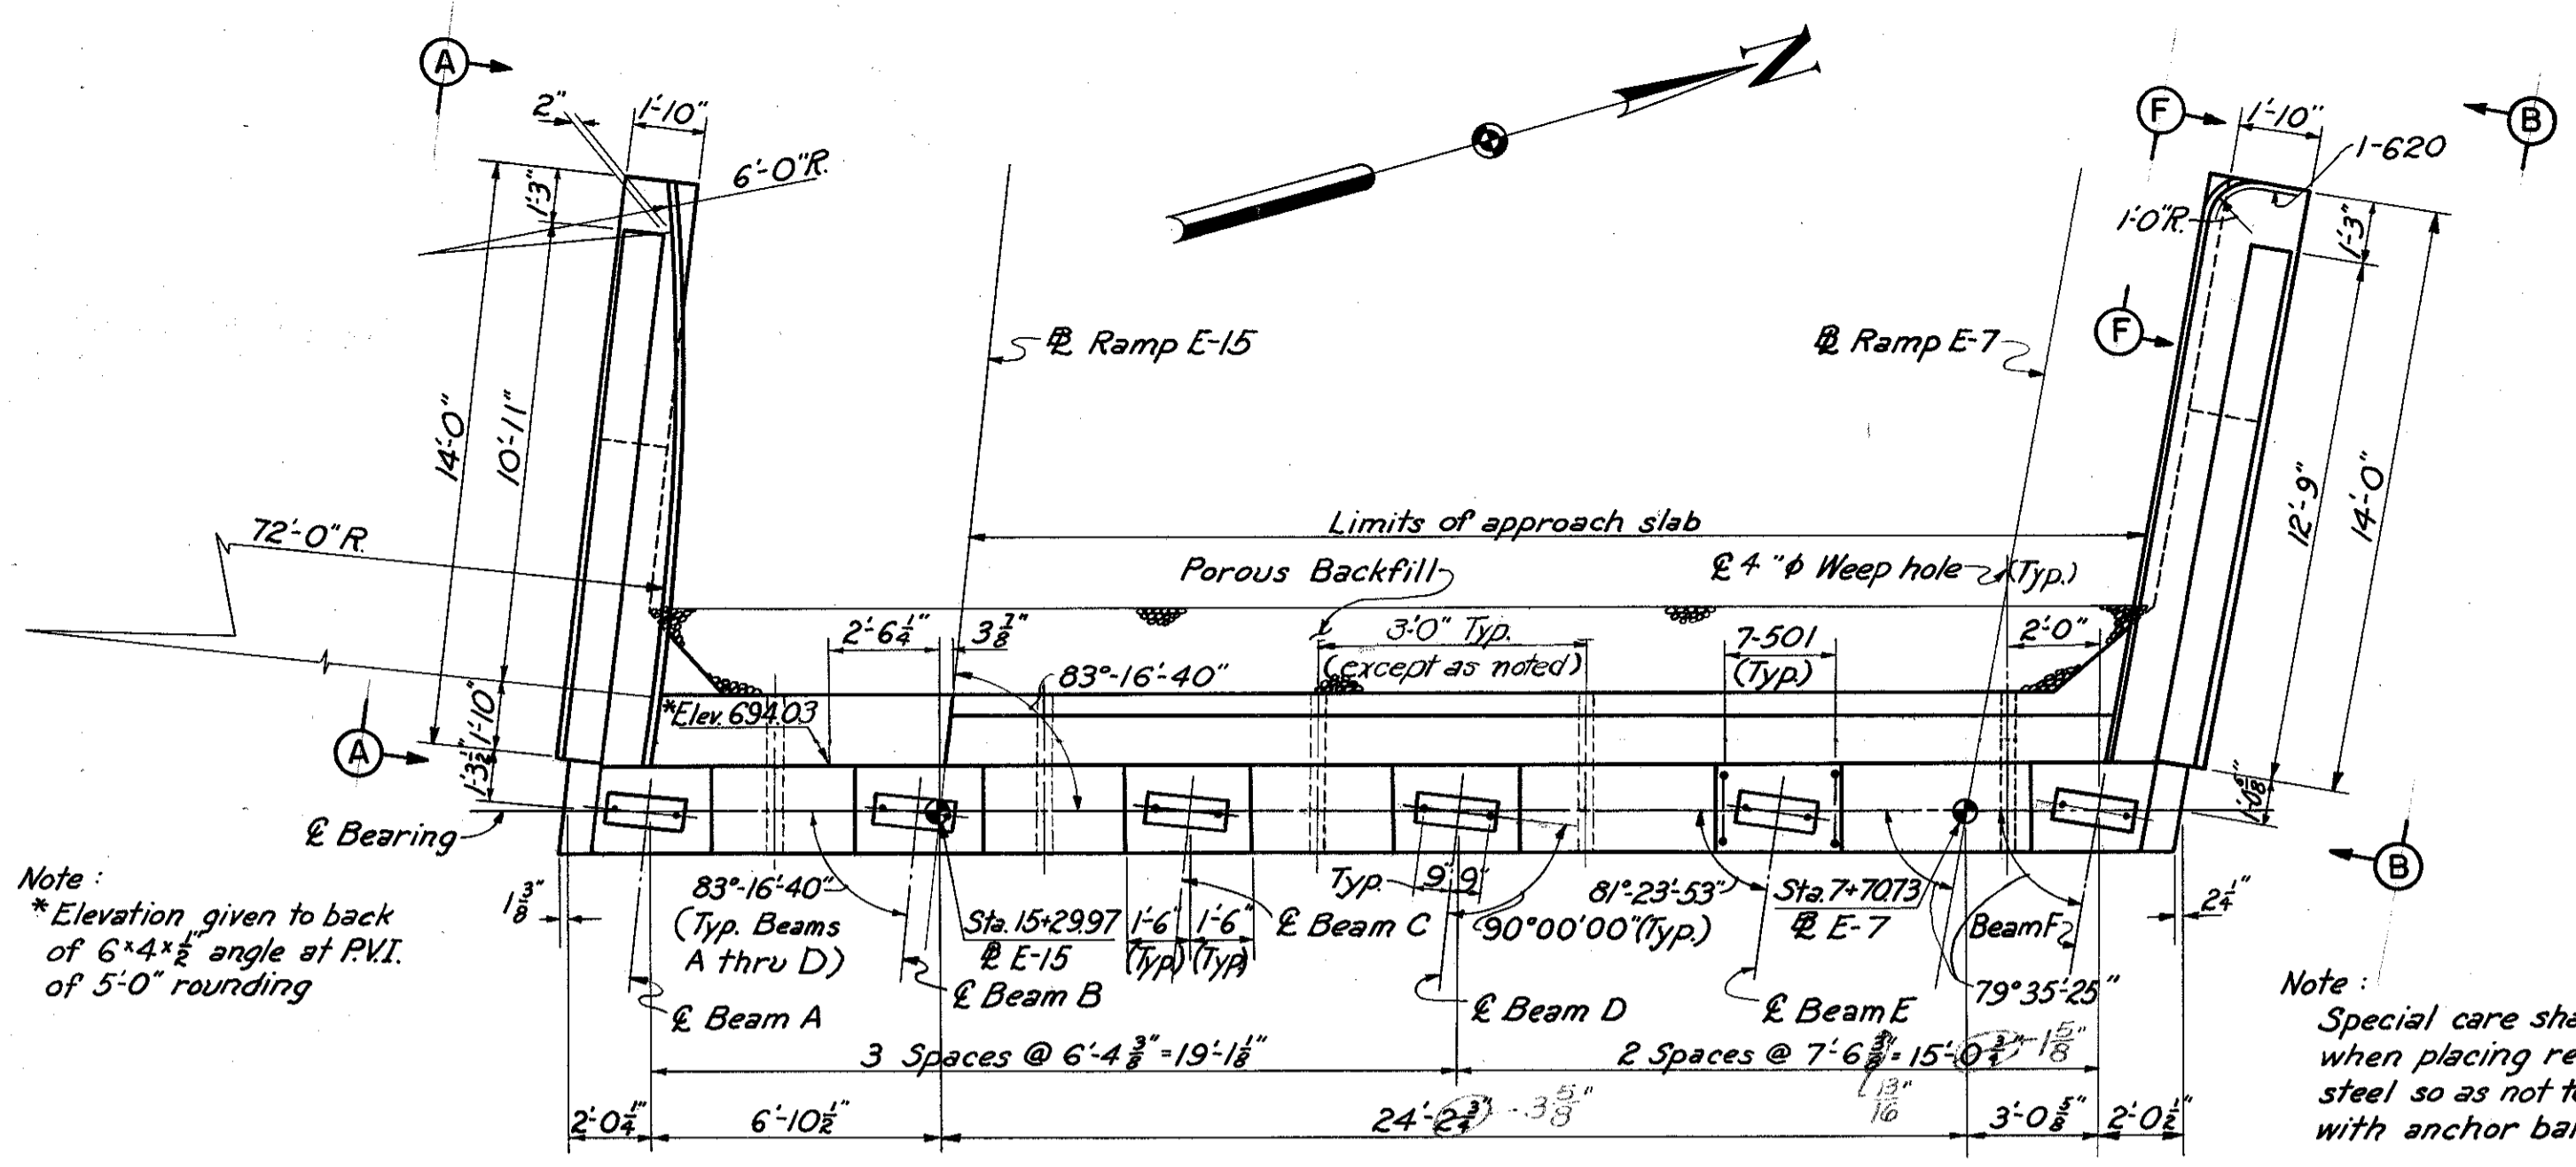 A
2"
1'-10"
6'-0"R.
1'-3"
14'-0"
10'-11"
72'-0"R.
1'-10"
1'-3½"
A
℄ Bearing
N
F
1'-10"
B
1-620
1'-0"R.
1'-3"
F
12'-9"
14'-0"
℄ Ramp E-15
℄ Ramp E-7
Limits of approach slab
Porous Backfill
℄ 4"φ Weep hole (Typ.)
2'-6¼"
3⅞"
3'-0" Typ.
(except as noted)
7-501
(Typ.)
2'-0"
83°-16'-40"
*Elev. 694.03
1'-0⅝"
B
Note :
*Elevation given to back
of 6×4×½" angle at P.V.I.
of 5'-0" rounding
1⅜"
83°-16'-40"
(Typ. Beams
A thru D)
℄ Beam A
℄ Beam B
Sta. 15+29.97
℄ E-15
1'-6"
(Typ)
1'-6"
(Typ)
℄ Beam C
Typ.
9"
9"
90°00'00"(Typ.)
℄ Beam D
81°-23'-53"
℄ Beam E
Sta. 7+70.73
℄ E-7
Beam F
79°35'-25"
2¼"
Note :
Special care sha
when placing re
steel so as not t
with anchor ba
3 Spaces @ 6'-4⅜" = 19'-1⅛"
2 Spaces @ 7'-6⅜" = 15'-0¾" -1⅝"
13/16"
2'-0¼"
6'-10½"
24'-2¾" -3⅝"
3'-0⅝"
2'-0½"